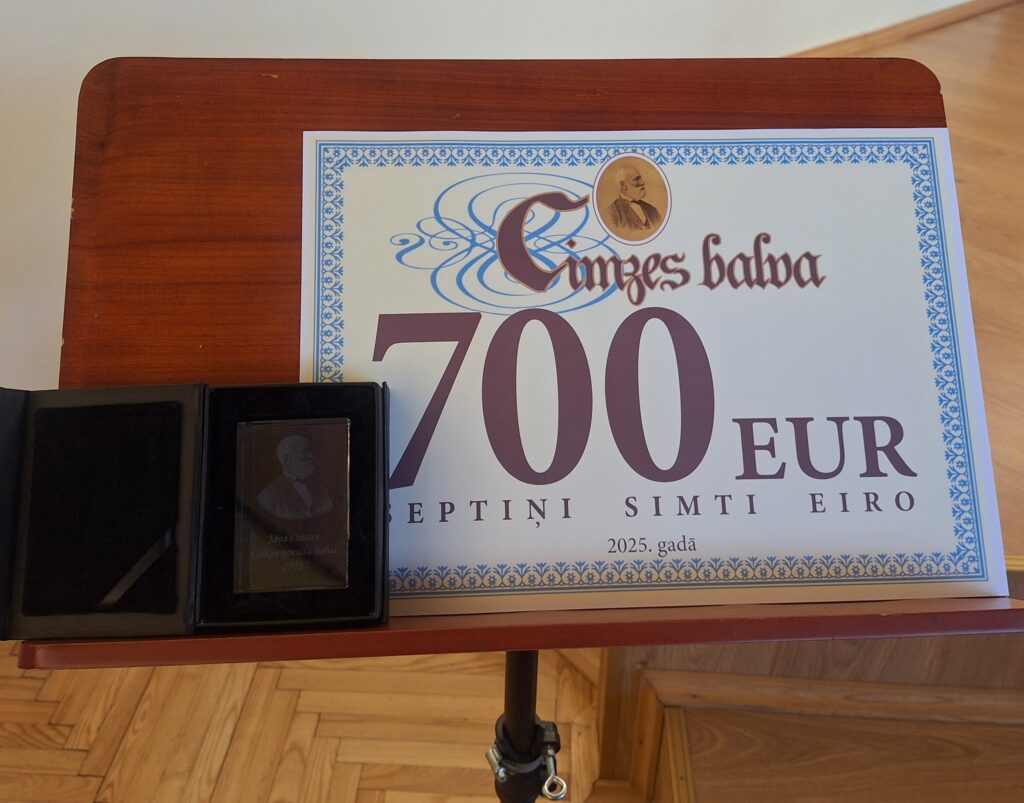 Cimzes balva
700 EUR
SEPTIŅI SIMTI EIRO
2025. gadā
Jāņa Cimzes
Valkas novada balva